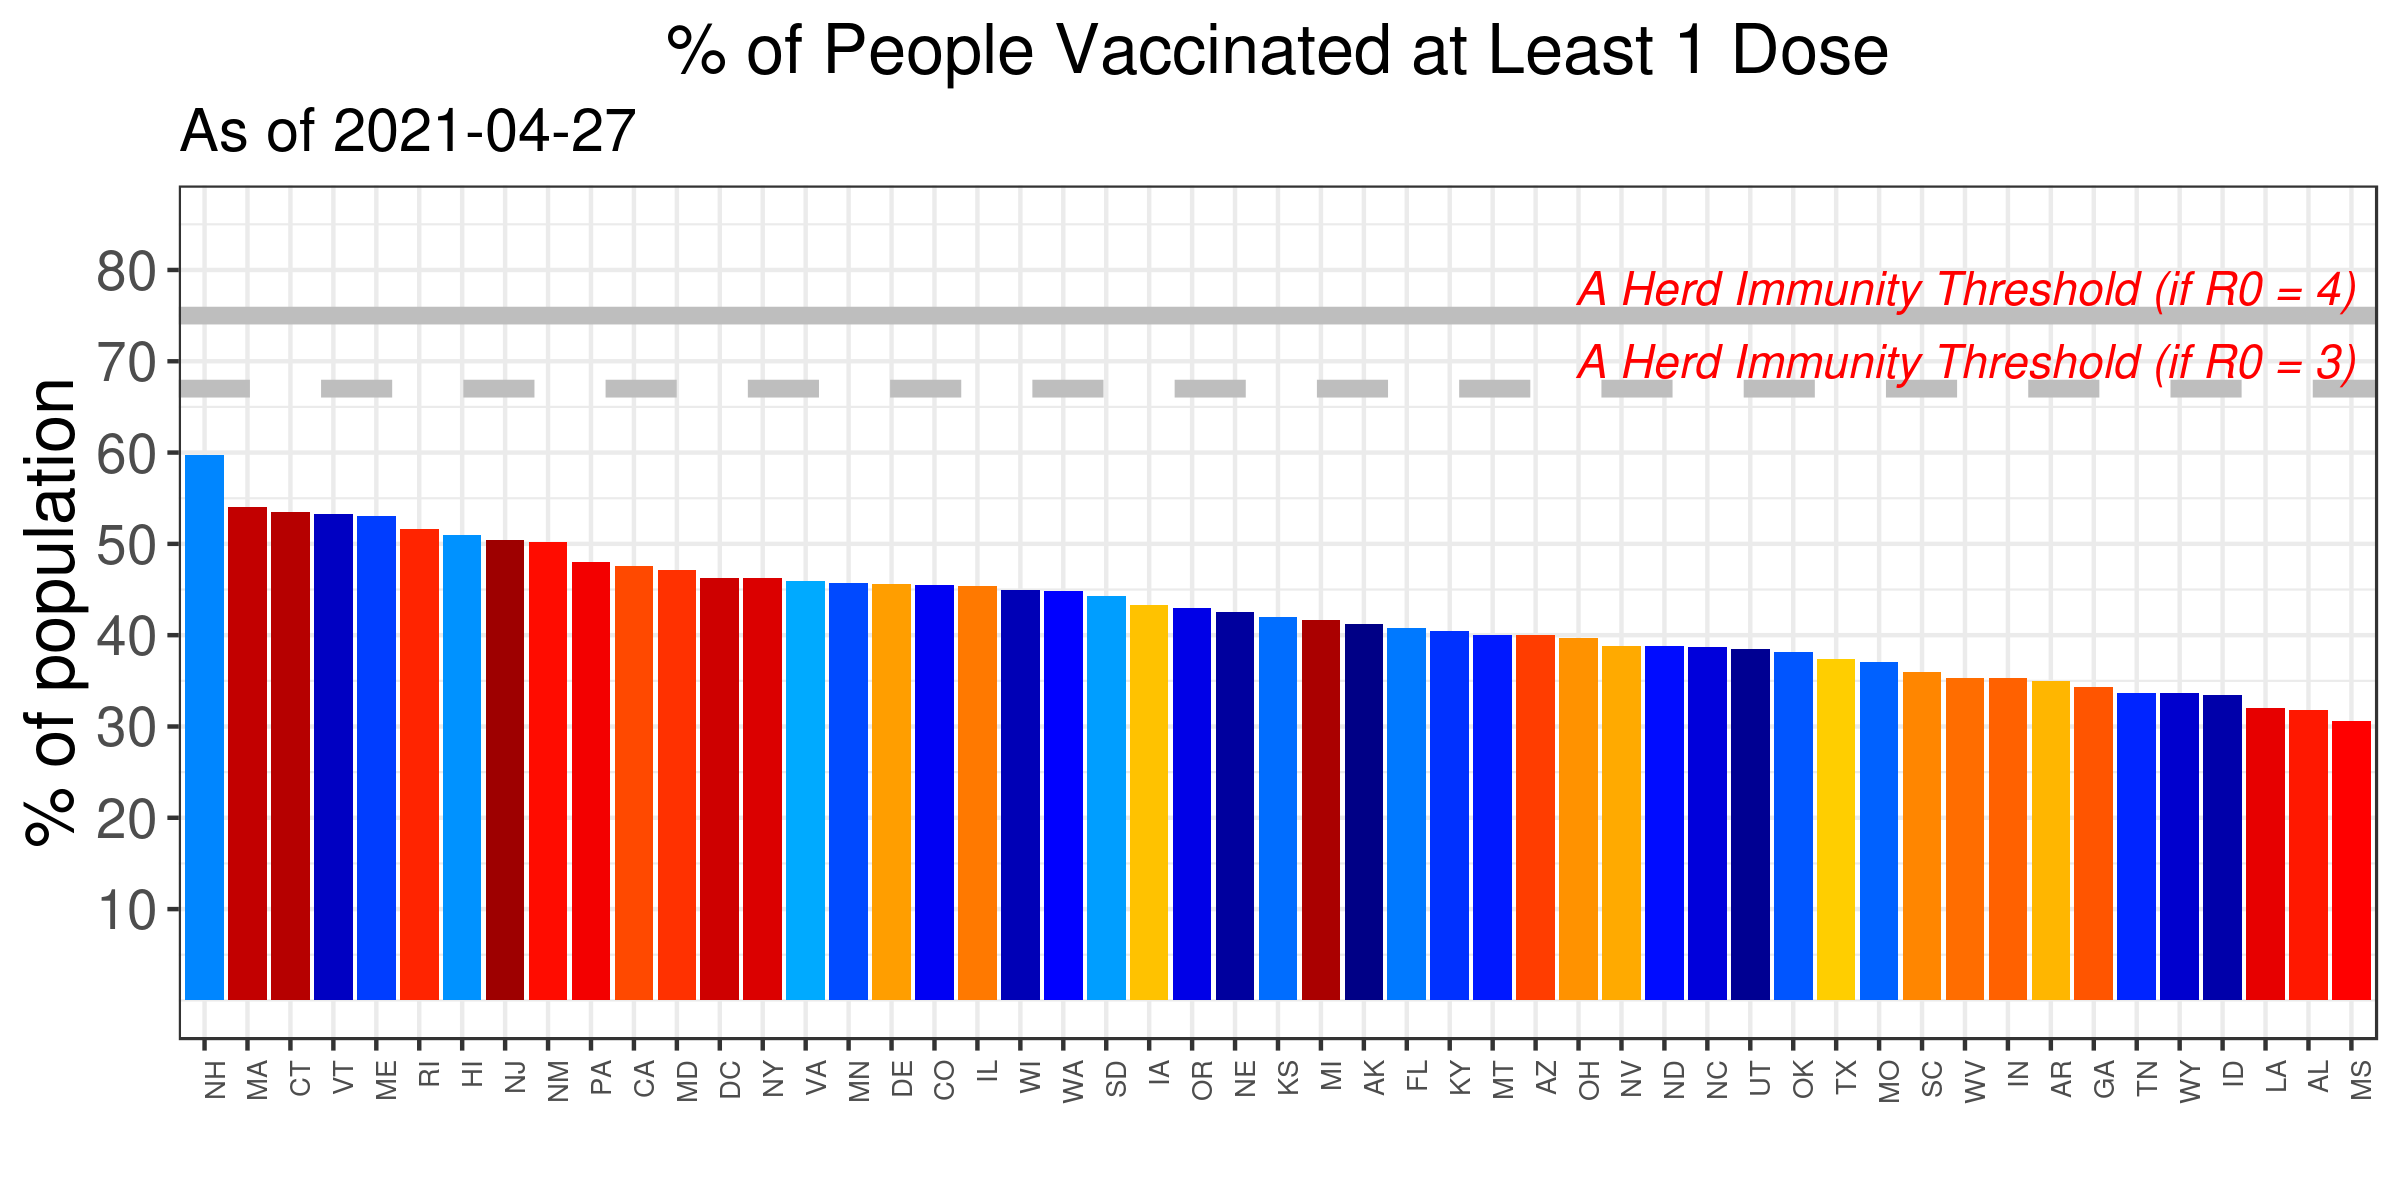 % of People Vaccinated at Least 1 Dose
As of 2021-04-27
% of population
80
70
60
50
40
30
20
10
A Herd Immunity Threshold (if R0 = 4)
A Herd Immunity Threshold (if R0 = 3)
NH MA CT VT ME RI HI NJ NM PA CA MD DC NY VA MN DE CO IL WI WA SD IA OR NE KS MI AK FL KY MT AZ OH NV ND NC UT OK TX MO SC WV IN AR GA TN WY ID LA AL MS